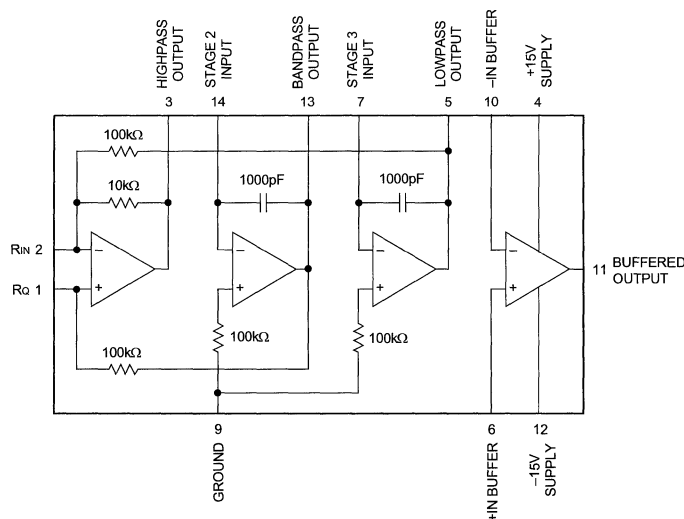 HIGHPASS
OUTPUT
STAGE 2
INPUT
BANDPASS
OUTPUT
STAGE 3
INPUT
LOWPASS
OUTPUT
−IN BUFFER
+15V
SUPPLY
3
14
13
7
5
10
4
100kΩ
10kΩ
1000pF
1000pF
RIN 2
RQ 1
−
+
−
+
−
+
−
+
11 BUFFERED
OUTPUT
100kΩ
100kΩ
100kΩ
9
6
12
GROUND
+IN BUFFER
−15V
SUPPLY